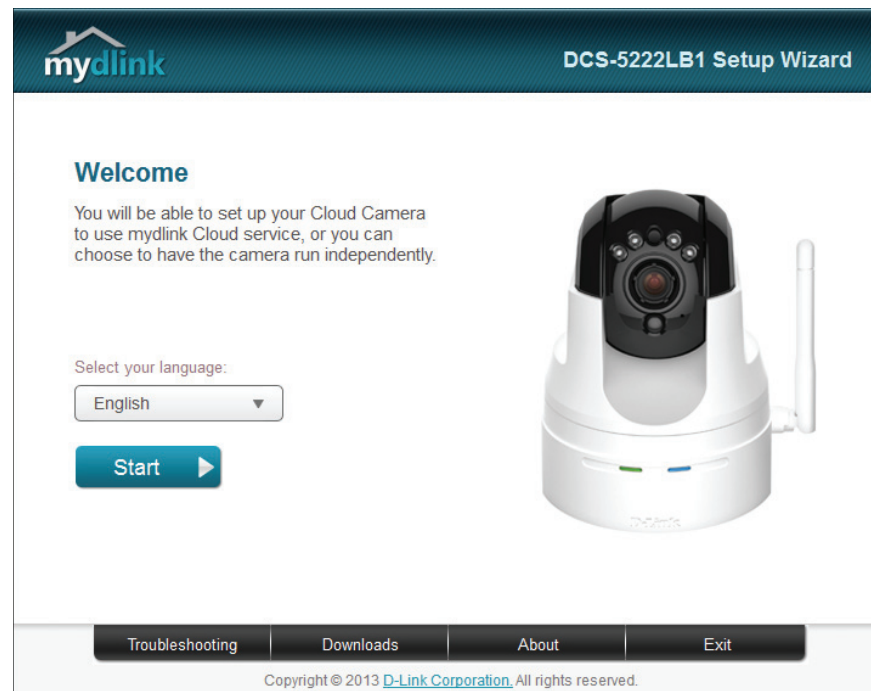 mydlink
DCS-5222LB1 Setup Wizard
Welcome
You will be able to set up your Cloud Camera
to use mydlink Cloud service, or you can
choose to have the camera run independently.
Select your language:
English
Start
D-Link
Troubleshooting
Downloads
About
Exit
Copyright © 2013 D-Link Corporation. All rights reserved.